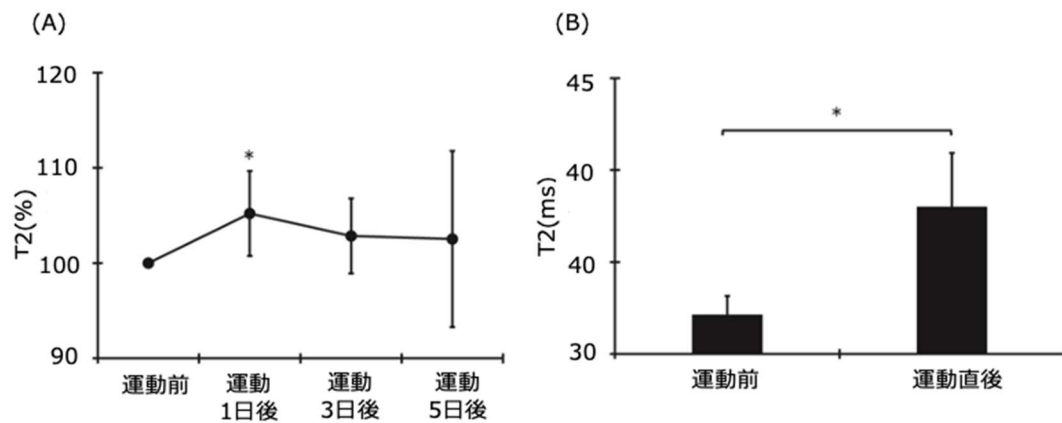 (A)
120
110
100
90
T2(%)
*
運動前
運動
1日後
運動
3日後
運動
5日後
(B)
45
40
40
30
T2(ms)
*
運動前
運動直後